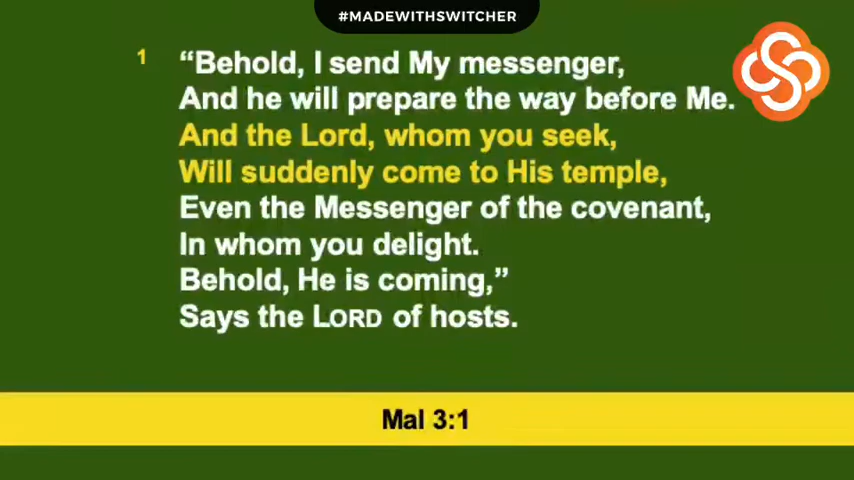 #MADEWITHSWITCHER
1 “Behold, I send My messenger,
And he will prepare the way before Me.
And the Lord, whom you seek,
Will suddenly come to His temple,
Even the Messenger of the covenant,
In whom you delight.
Behold, He is coming,”
Says the LORD of hosts.
Mal 3:1